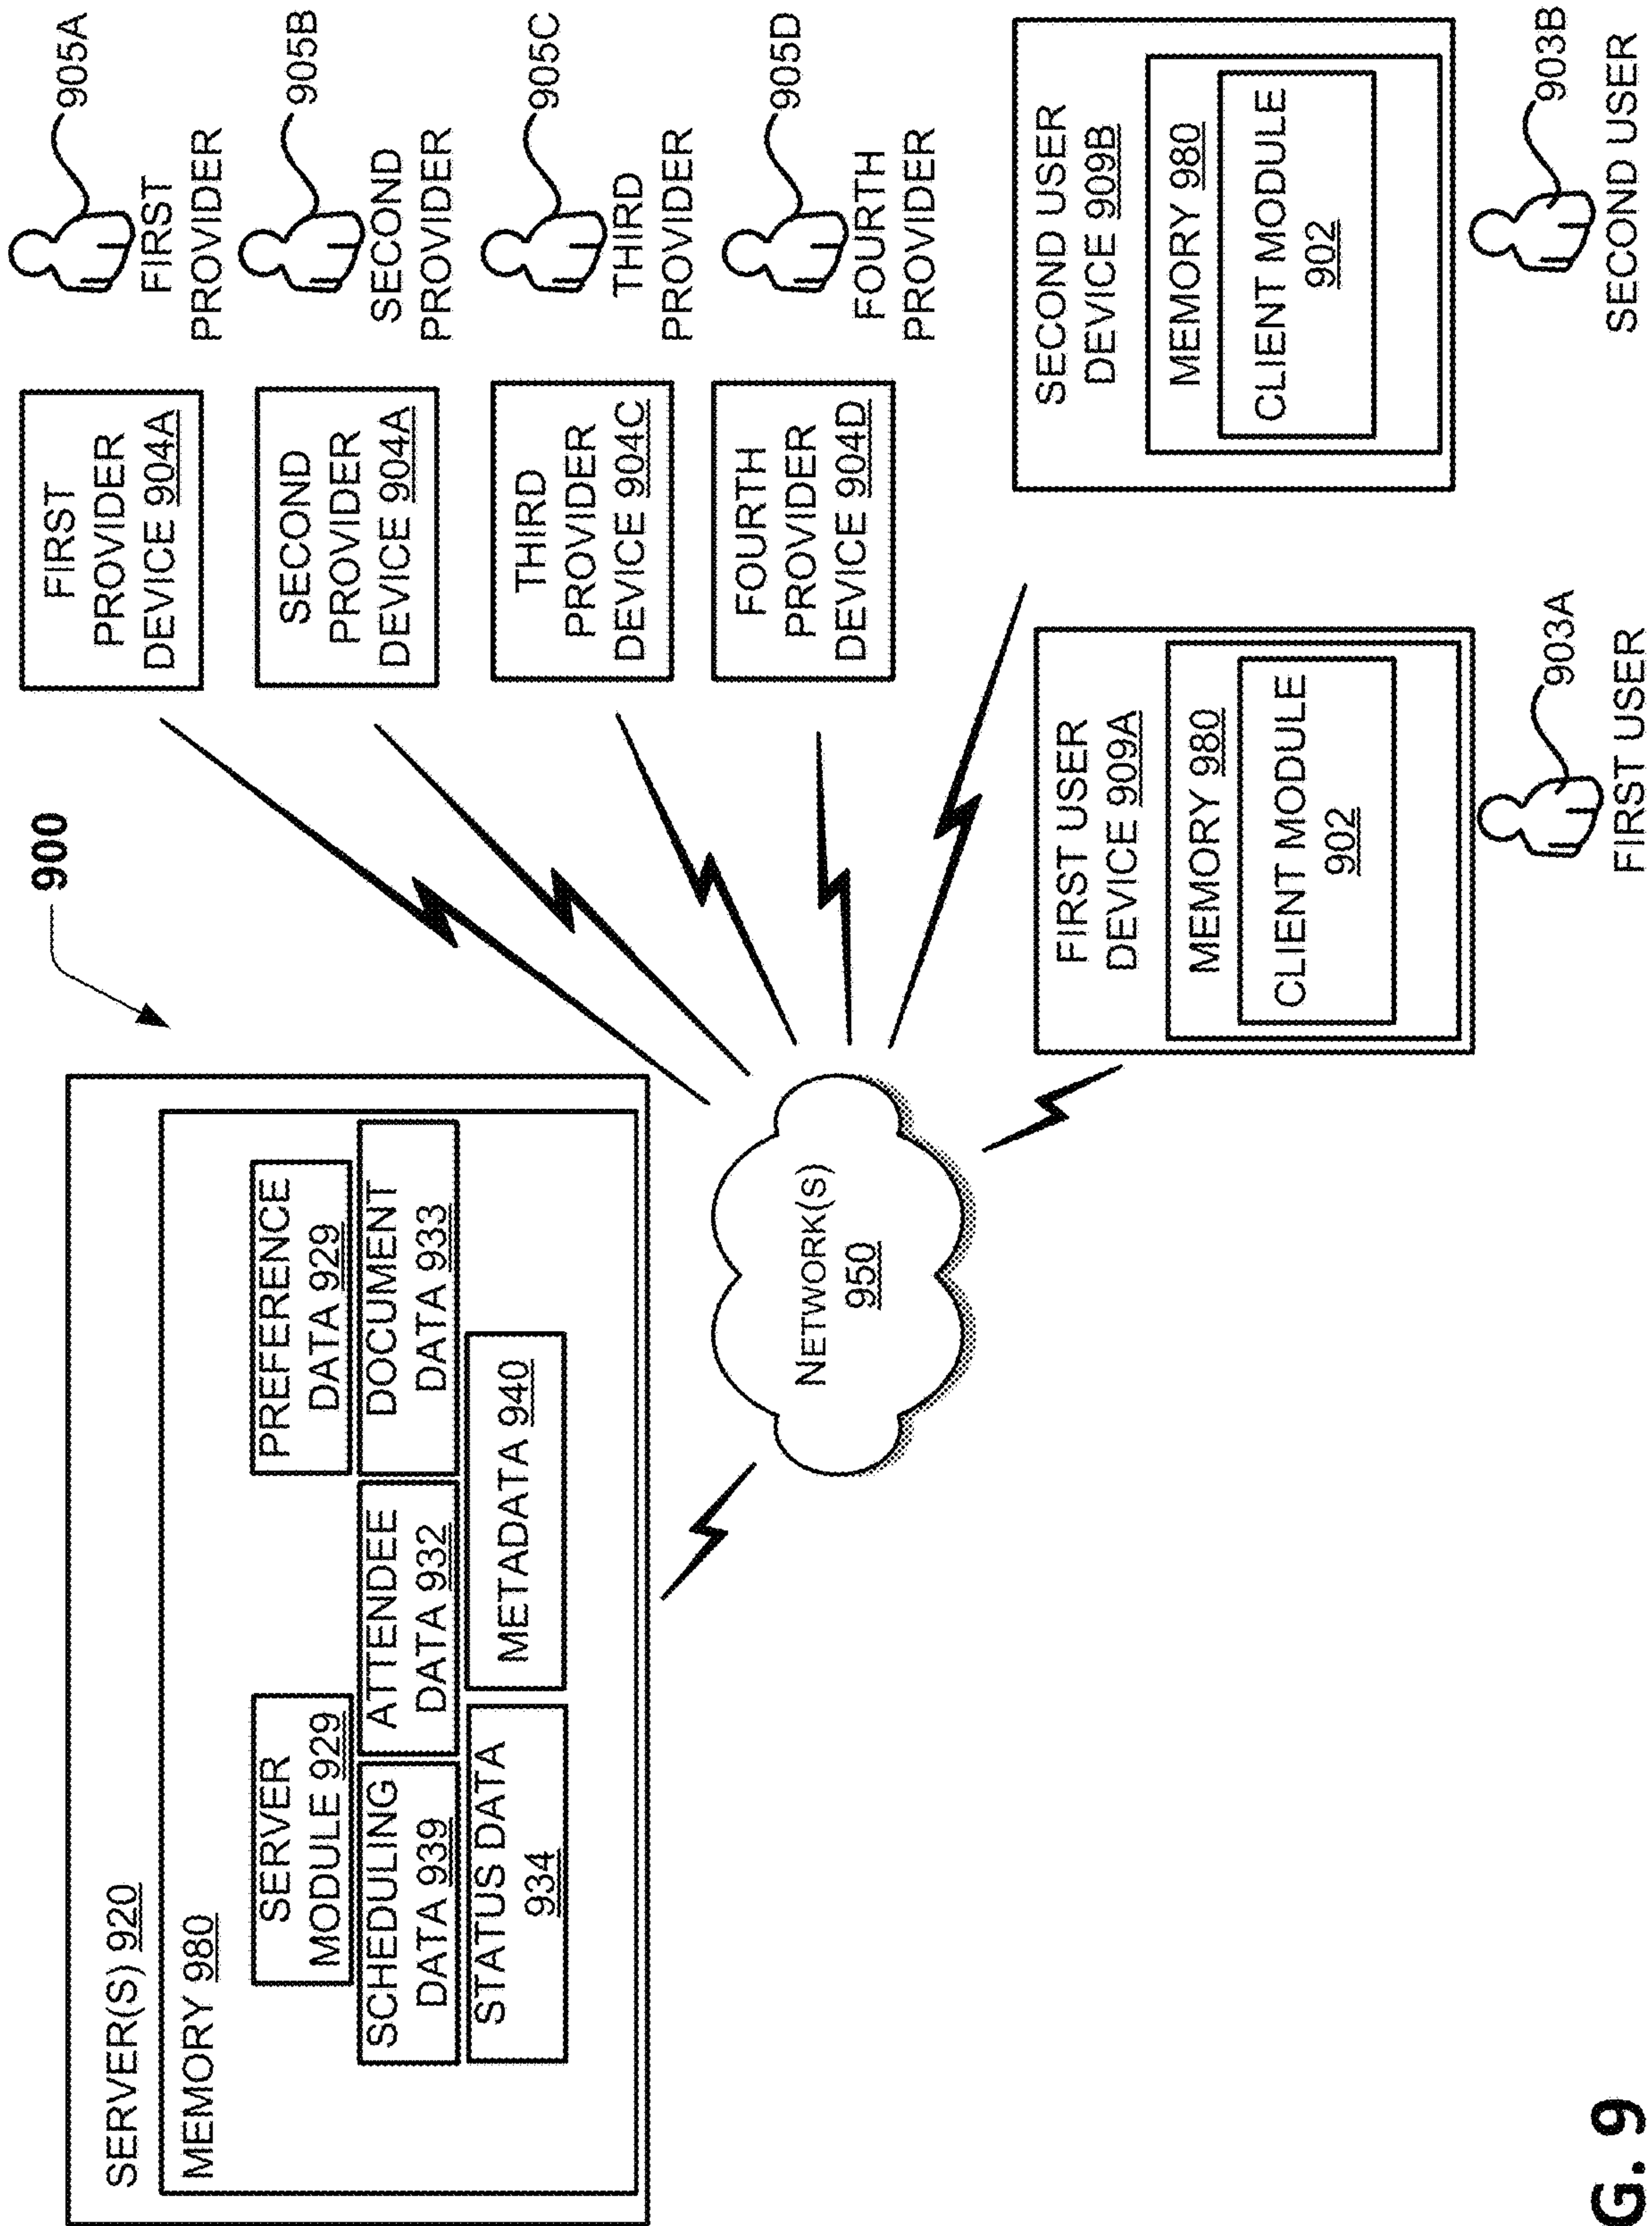 900
SERVER(S) 920
MEMORY 980
SERVER
MODULE 929
PREFERENCE
DATA 929
SCHEDULING
DATA 939
ATTENDEE
DATA 932
DOCUMENT
DATA 933
STATUS DATA
934
METADATA 940
NETWORK(S)
950
FIRST
PROVIDER
DEVICE 904A
905A
FIRST
PROVIDER
SECOND
PROVIDER
DEVICE 904A
905B
SECOND
PROVIDER
THIRD
PROVIDER
DEVICE 904C
905C
THIRD
PROVIDER
FOURTH
PROVIDER
DEVICE 904D
905D
FOURTH
PROVIDER
FIRST USER
DEVICE 909A
MEMORY 980
CLIENT MODULE
902
903A
FIRST USER
SECOND USER
DEVICE 909B
MEMORY 980
CLIENT MODULE
902
903B
SECOND USER
G. 9